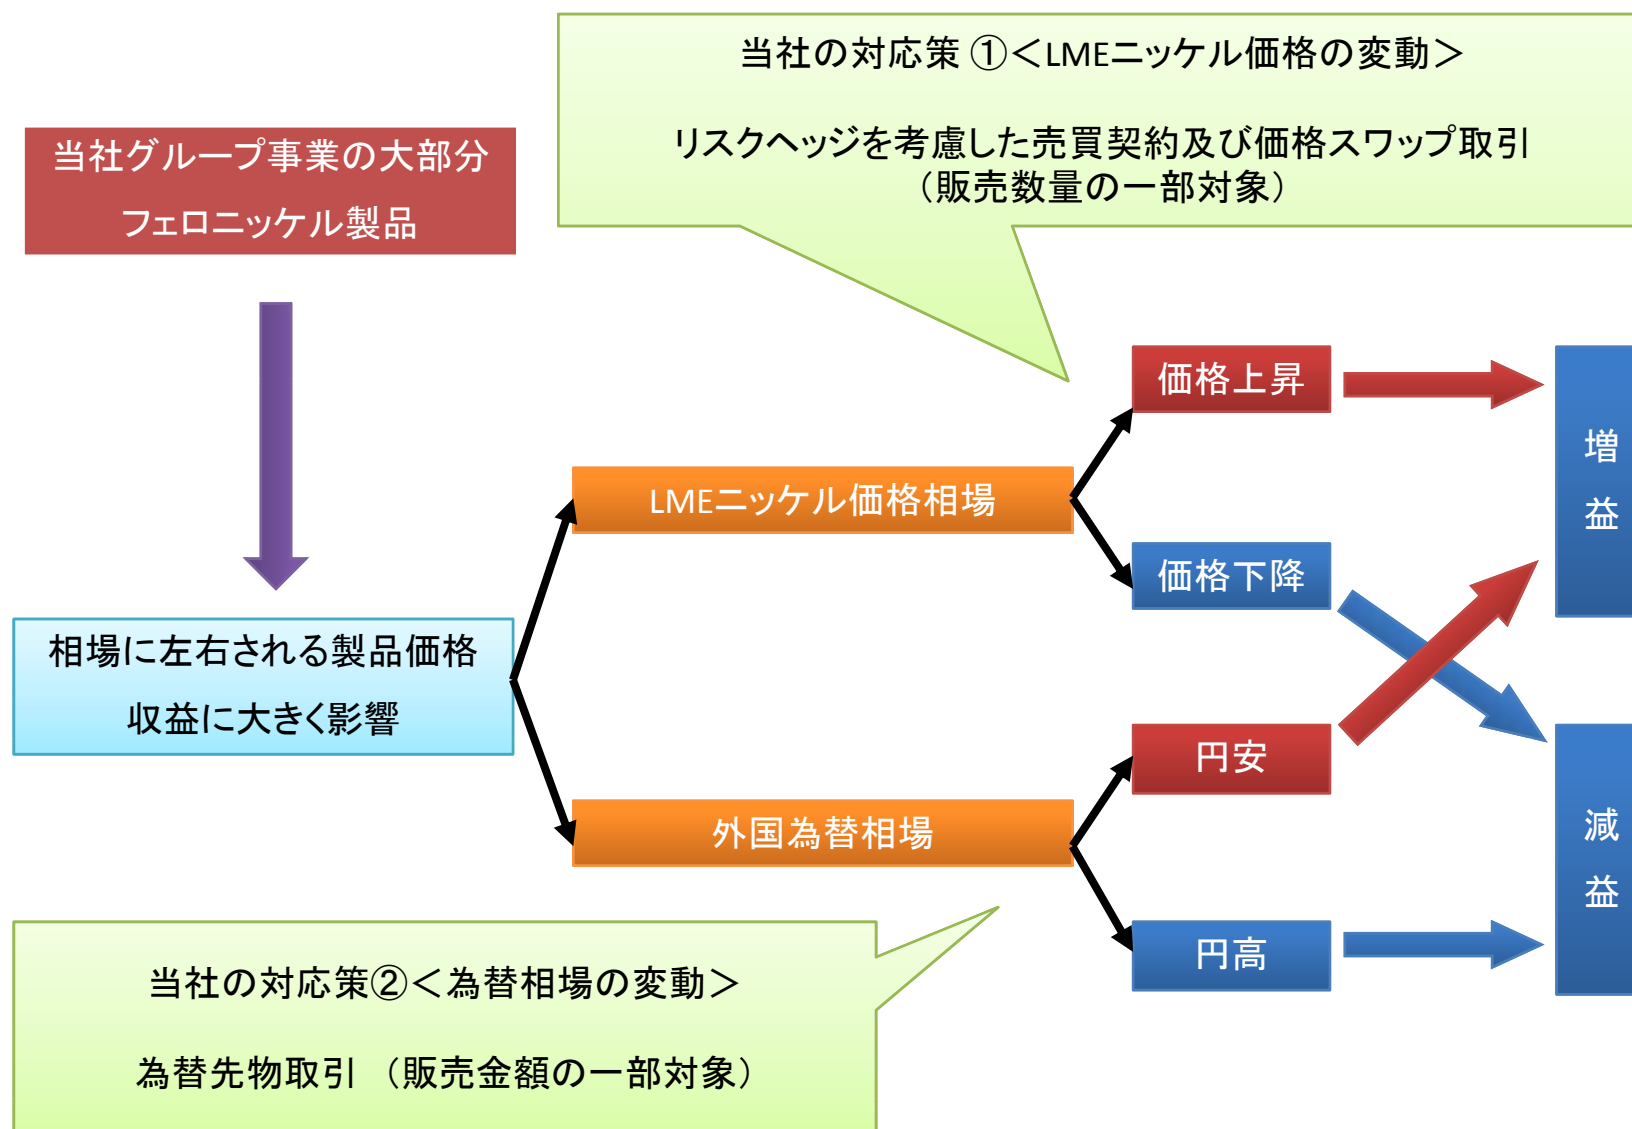 当社の対応策 ①＜LMEニッケル価格の変動＞
リスクヘッジを考慮した売買契約及び価格スワップ取引
（販売数量の一部対象）
当社グループ事業の大部分
フェロニッケル製品
価格上昇
増
益
LMEニッケル価格相場
価格下降
相場に左右される製品価格
収益に大きく影響
円安
外国為替相場
減
益
円高
当社の対応策②＜為替相場の変動＞
為替先物取引 （販売金額の一部対象）